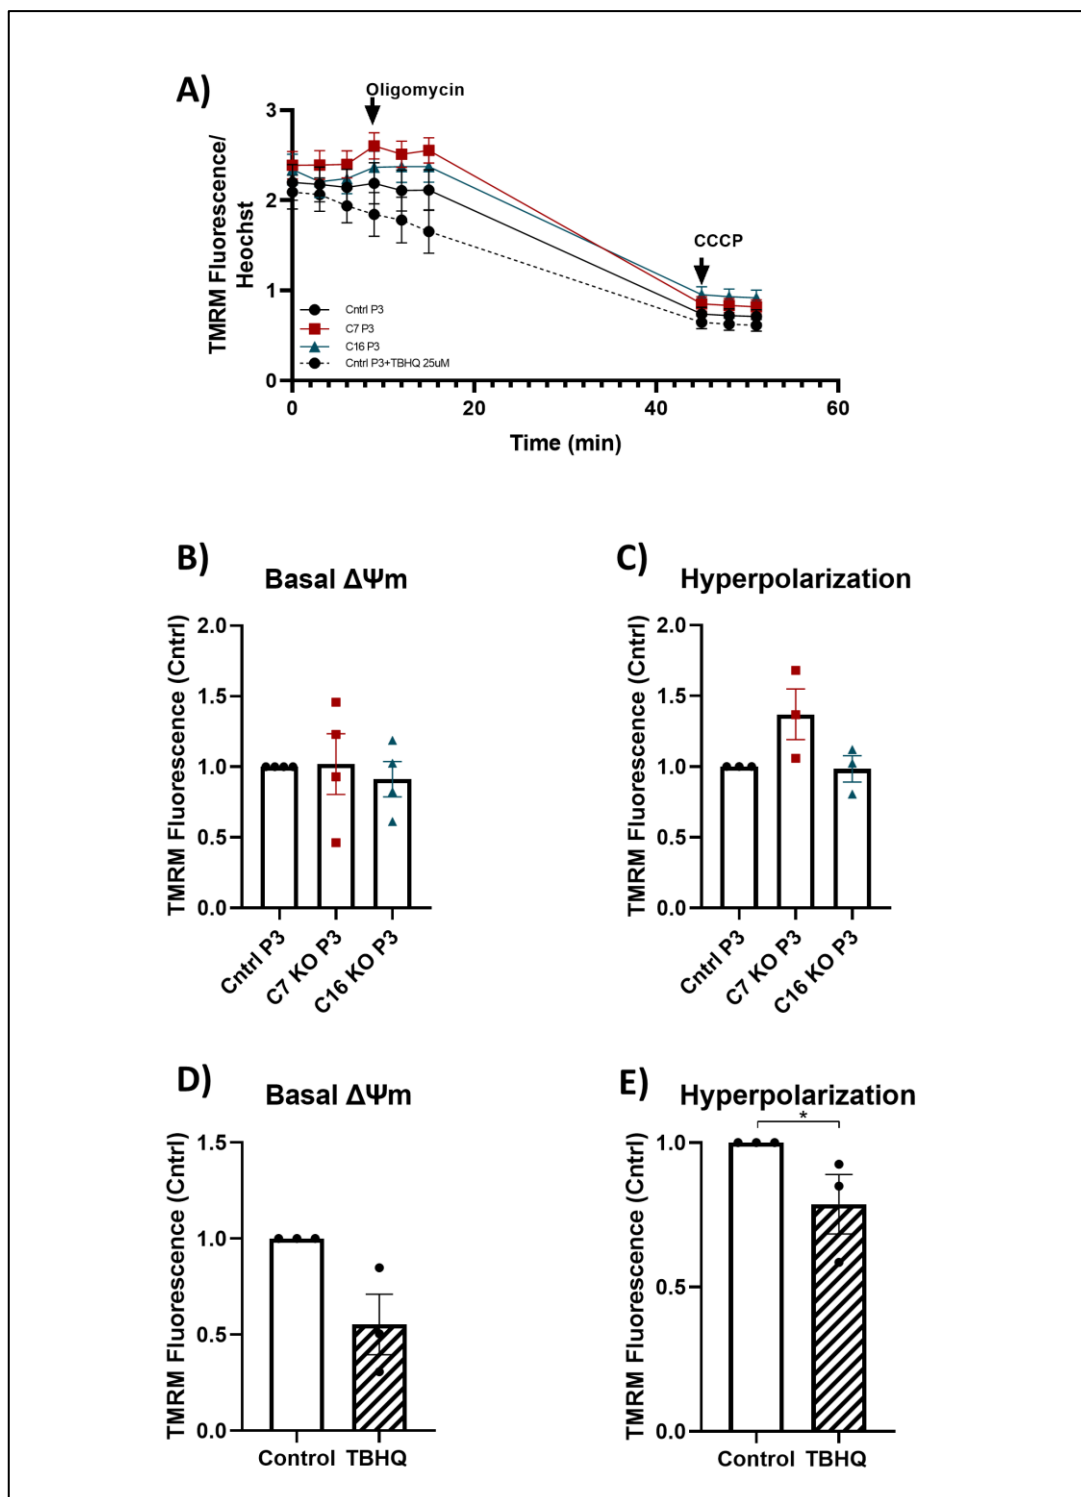 A)
Oligomycin
3
2
1
0
TMRM Fluorescence/
Heochst
CCCP
Cntrl P3
C7 P3
C16 P3
Cntrl P3+TBHQ 25uM
0 20 40 60
Time (min)
B)
Basal ΔΨm
2.0
1.5
1.0
0.5
0.0
TMRM Fluorescence (Cntrl)
Cntrl P3
C7 KO P3
C16 KO P3
C)
Hyperpolarization
2.0
1.5
1.0
0.5
0.0
TMRM Fluorescence (Cntrl)
Cntrl P3
C7 KO P3
C16 KO P3
D)
Basal ΔΨm
1.5
1.0
0.5
0.0
TMRM Fluorescence (Cntrl)
Control TBHQ
E)
Hyperpolarization
*
1.0
0.5
0.0
TMRM Fluorescence (Cntrl)
Control TBHQ